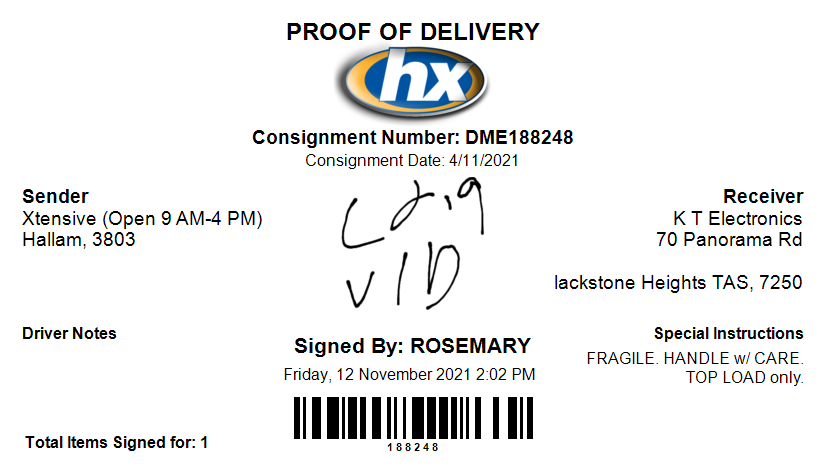 PROOF OF DELIVERY
hx
Consignment Number: DME188248
Consignment Date: 4/11/2021
Sender
Xtensive (Open 9 AM-4 PM)
Hallam, 3803
Receiver
K T Electronics
70 Panorama Rd
lackstone Heights TAS, 7250
Driver Notes
Signed By: ROSEMARY
Friday, 12 November 2021 2:02 PM
Special Instructions
FRAGILE. HANDLE w/ CARE.
TOP LOAD only.
Total Items Signed for: 1
188248